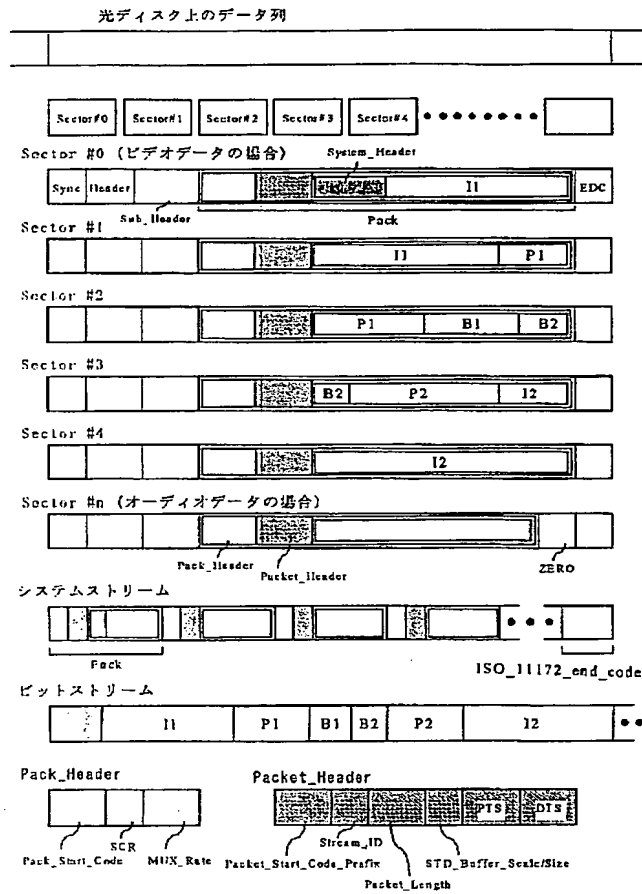 光ディスク上のデータ列
Sector#0 Sector#1 Sector#2 Sector#3 Sector#4
Sector #0 (ビデオデータの場合)
System_Header
Sync Header I1 EDC
Sub_Header Pack
Sector #1
I1 P1
Sector #2
P1 B1 B2
Sector #3
B2 P2 I2
Sector #4
I2
Sector #n (オーディオデータの場合)
Pack_Header Packet_Header ZERO
システムストリーム
Pack
ISO_11172_end_code
ビットストリーム
I1 P1 B1 B2 P2 I2
Pack_Header Packet_Header
PTS DTS
SCR Stream_ID
Pack_Start_Code MUX_Rate Packet_Start_Code_Prefix STD_Buffer_Scale/Size
Packet_Length